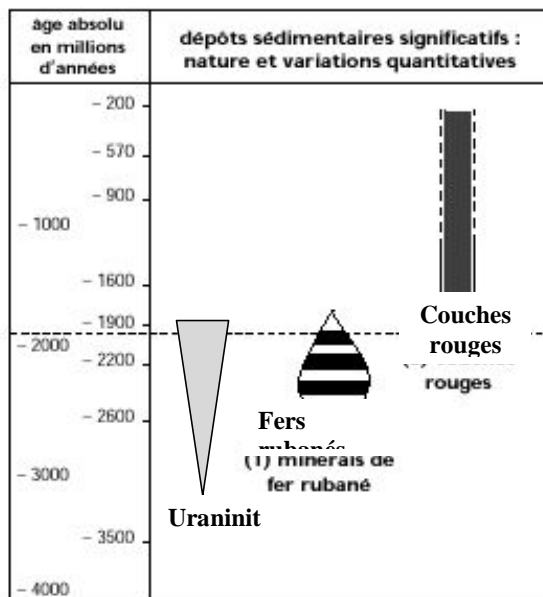 âge absolu
en millions
d'années
dépôts sédimentaires significatifs :
nature et variations quantitatives
– 200
– 570
– 900
– 1000
– 1600
– 1900
– 2000
– 2200
– 2600
– 3000
– 3500
– 4000
Couches
rouges
rouges
Fers
rubanés
(1) minerais de
fer rubané
Uraninit